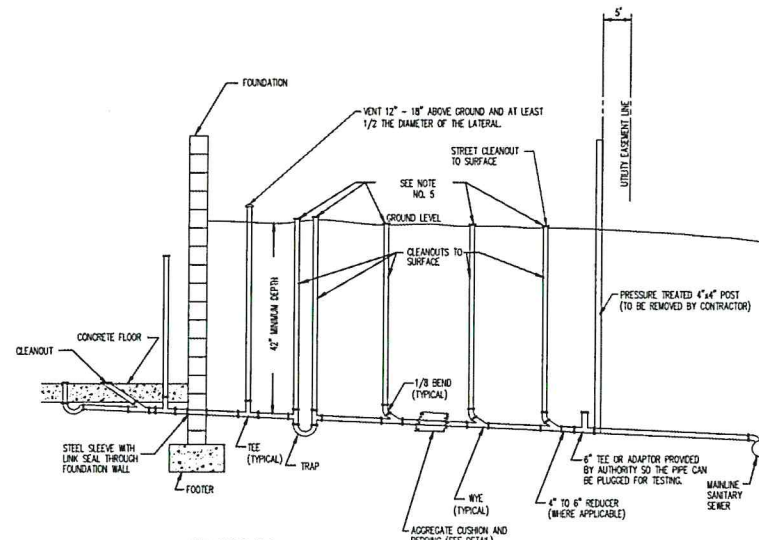 5'
FOUNDATION
VENT 12" - 18" ABOVE GROUND AND AT LEAST
1/2 THE DIAMETER OF THE LATERAL.
STREET CLEANOUT
TO SURFACE
UTILITY EASEMENT LINE
SEE NOTE
NO. 5
GROUND LEVEL
CLEANOUTS TO
SURFACE
42" MINIMUM DEPTH
PRESSURE TREATED 4"x4" POST
(TO BE REMOVED BY CONTRACTOR)
CONCRETE FLOOR
CLEANOUT
1/8 BEND
(TYPICAL)
STEEL SLEEVE WITH
LINK SEAL THROUGH
FOUNDATION WALL
TEE
(TYPICAL)
TRAP
6" TEE OR ADAPTOR PROVIDED
BY AUTHORITY SO THE PIPE CAN
BE PLUGGED FOR TESTING.
MAINLINE
SANITARY
SEWER
FOOTER
WYE
(TYPICAL)
4" TO 6" REDUCER
(WHERE APPLICABLE)
AGGREGATE CUSHION AND
BEDDING (SEE DETAIL)